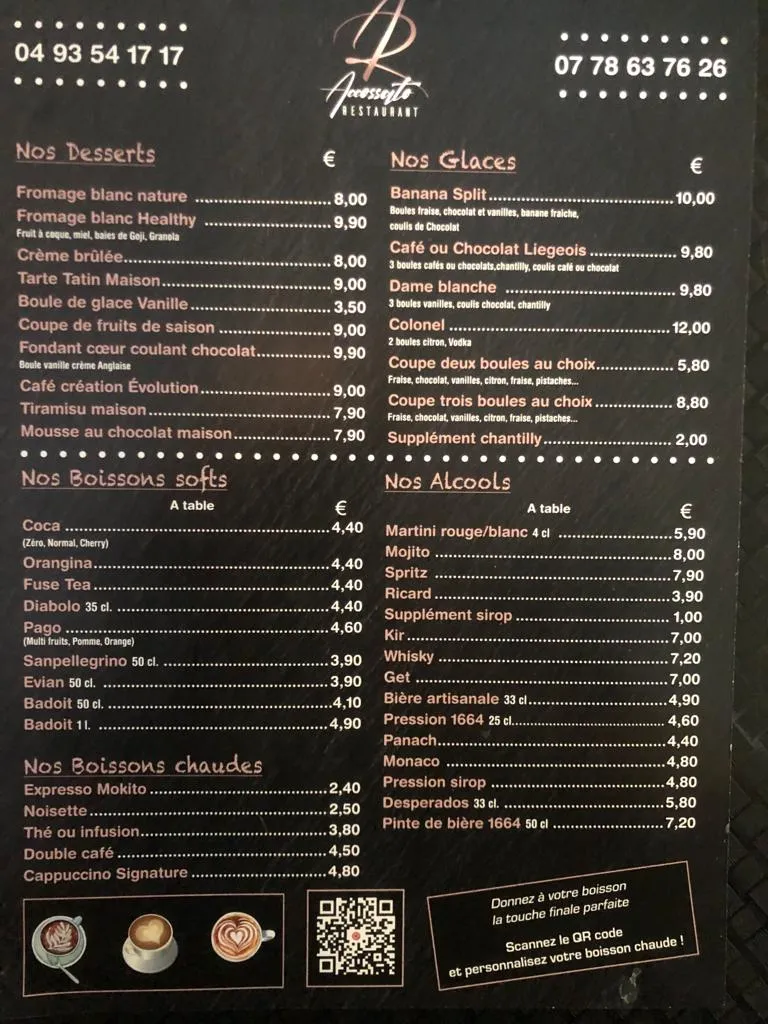 04 93 54 17 17
R
Accossato
RESTAURANT
07 78 63 76 26
Nos Desserts €
Fromage blanc nature ........ 8,00
Fromage blanc Healthy ........ 9,90
Fruit à coque, miel, baies de Goji, Granola
Crème brûlée........ 8,00
Tarte Tatin Maison........ 9,00
Boule de glace Vanille........ 3,50
Coupe de fruits de saison ........ 9,00
Fondant cœur coulant chocolat........ 9,90
Boule vanille crème Anglaise
Café création Évolution........ 9,00
Tiramisu maison........ 7,90
Mousse au chocolat maison........ 7,90
Nos Glaces €
Banana Split........ 10,00
Boules fraise, chocolat et vanilles, banane fraîche,
coulis de Chocolat
Café ou Chocolat Liegeois ........ 9,80
3 boules cafés ou chocolats,chantilly, coulis café ou chocolat
Dame blanche ........ 9,80
3 boules vanilles, coulis chocolat, chantilly
Colonel ........ 12,00
2 boules citron, Vodka
Coupe deux boules au choix........ 5,80
Fraise, chocolat, vanilles, citron, fraise, pistaches...
Coupe trois boules au choix ........ 8,80
Fraise, chocolat, vanilles, citron, fraise, pistaches...
Supplément chantilly........ 2,00
Nos Boissons softs
A table €
Coca ........ 4,40
(Zéro, Normal, Cherry)
Orangina........ 4,40
Fuse Tea........ 4,40
Diabolo 35 cl. ........ 4,40
Pago ........ 4,60
(Multi fruits, Pomme, Orange)
Sanpellegrino 50 cl. ........ 3,90
Evian 50 cl. ........ 3,90
Badoit 50 cl. ........ 4,10
Badoit 1 l. ........ 4,90
Nos Boissons chaudes
Expresso Mokito ........ 2,40
Noisette........ 2,50
Thé ou infusion........ 3,80
Double café ........ 4,50
Cappuccino Signature ........ 4,80
Nos Alcools
A table €
Martini rouge/blanc 4 cl ........ 5,90
Mojito ........ 8,00
Spritz ........ 7,90
Ricard ........ 3,90
Supplément sirop ........ 1,00
Kir........ 7,00
Whisky ........ 7,20
Get ........ 7,00
Bière artisanale 33 cl........ 4,90
Pression 1664 25 cl........ 4,60
Panach........ 4,40
Monaco ........ 4,80
Pression sirop ........ 4,80
Desperados 33 cl. ........ 5,80
Pinte de bière 1664 50 cl ........ 7,20
Donnez à votre boisson
la touche finale parfaite
Scannez le QR code
et personnalisez votre boisson chaude !